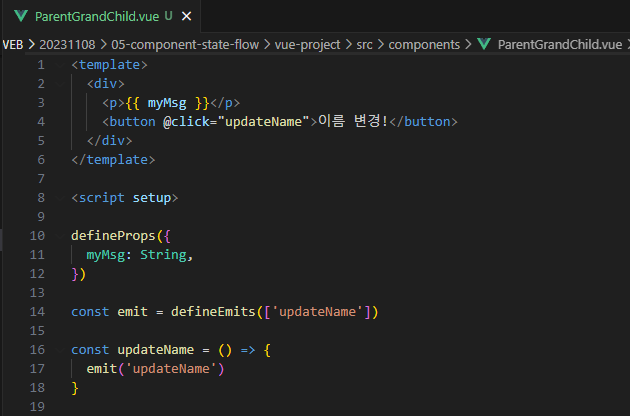 ParentGrandChild.vue U ×
VEB > 20231108 > 05-component-state-flow > vue-project > src > components > ParentGrandChild.vue
1 <template>
2 <div>
3 <p>{{ myMsg }}</p>
4 <button @click="updateName">이름 변경!</button>
5 </div>
6 </template>
7
8 <script setup>
9
10 defineProps({
11 myMsg: String,
12 })
13
14 const emit = defineEmits(['updateName'])
15
16 const updateName = () => {
17 emit('updateName')
18 }
19